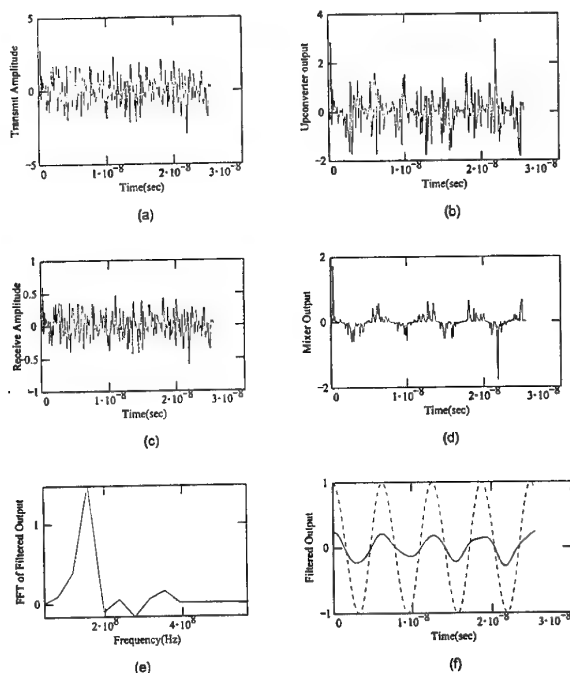 5
Transmt Amplitude
0
−5
0 1·10⁻⁸ 2·10⁻⁸ 3·10⁻⁸
Time(sec)
(a)
4
Upconverter output
2
0
−2
0 1·10⁻⁸ 2·10⁻⁸ 3·10⁻⁸
Time(sec)
(b)
1
Receive Amplitude
0.5
0
-0.5
-1
0 1·10⁻⁸ 2·10⁻⁸ 3·10⁻⁸
Time(sec)
(c)
2
Mixer Output
0
−2
0 1·10⁻⁸ 2·10⁻⁸ 3·10⁻⁸
Time(sec)
(d)
FFT of Filtered Output
1
0
2·10⁸ 4·10⁸
Frequency(Hz)
(e)
1
Filtered Output
0
−1
0 1·10⁻⁸ 2·10⁻⁸ 3·10⁻⁸
Time(sec)
(f)